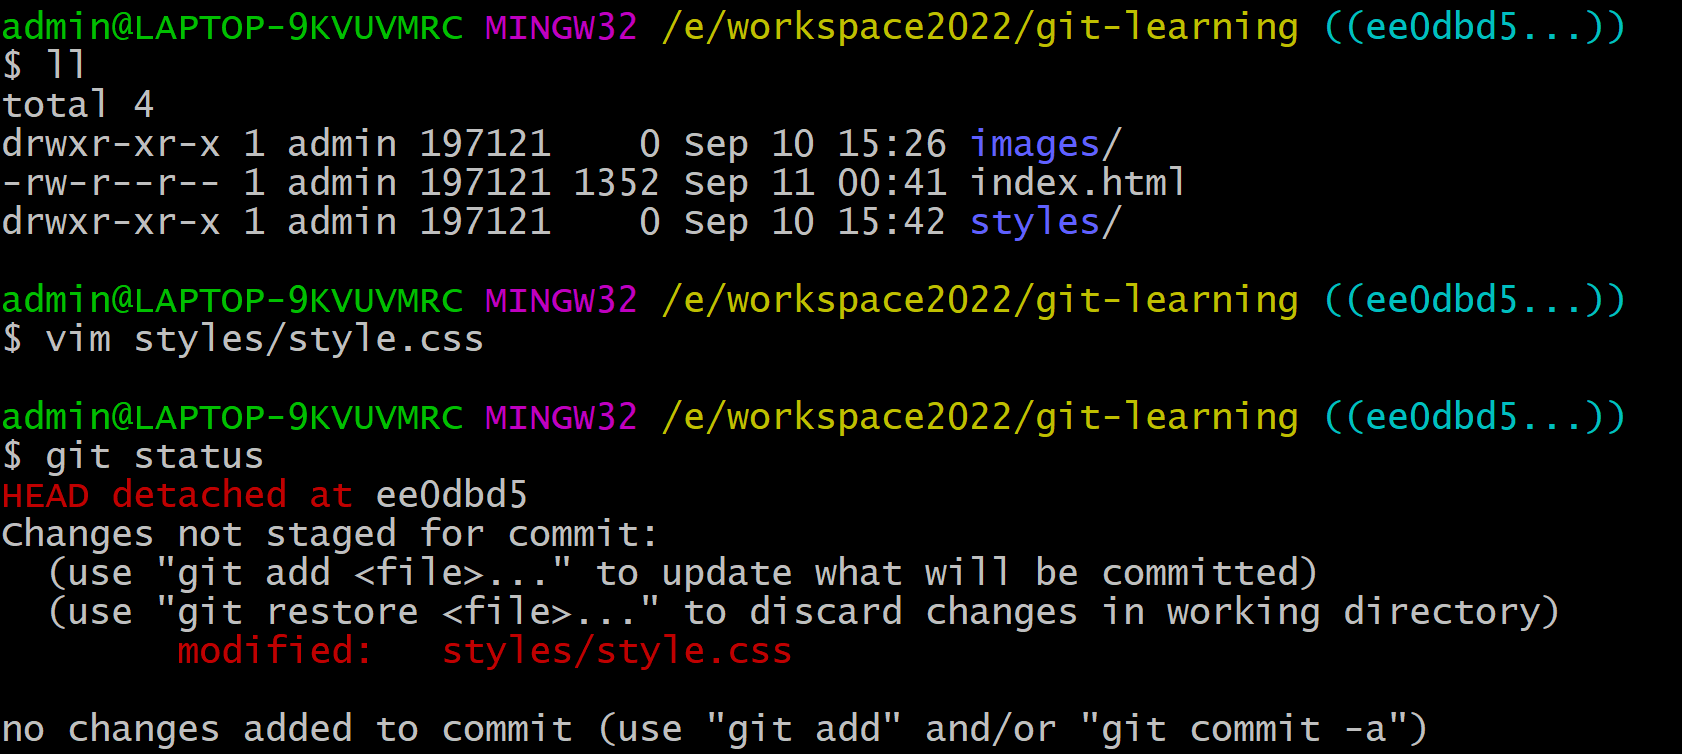 admin@LAPTOP-9KVUVMRC MINGW32 /e/workspace2022/git-learning ((ee0dbd5...))
$ ll
total 4
drwxr-xr-x 1 admin 197121    0 Sep 10 15:26 images/
-rw-r--r-- 1 admin 197121 1352 Sep 11 00:41 index.html
drwxr-xr-x 1 admin 197121    0 Sep 10 15:42 styles/
admin@LAPTOP-9KVUVMRC MINGW32 /e/workspace2022/git-learning ((ee0dbd5...))
$ vim styles/style.css
admin@LAPTOP-9KVUVMRC MINGW32 /e/workspace2022/git-learning ((ee0dbd5...))
$ git status
HEAD detached at ee0dbd5
Changes not staged for commit:
  (use "git add <file>..." to update what will be committed)
  (use "git restore <file>..." to discard changes in working directory)
        modified:   styles/style.css
no changes added to commit (use "git add" and/or "git commit -a")